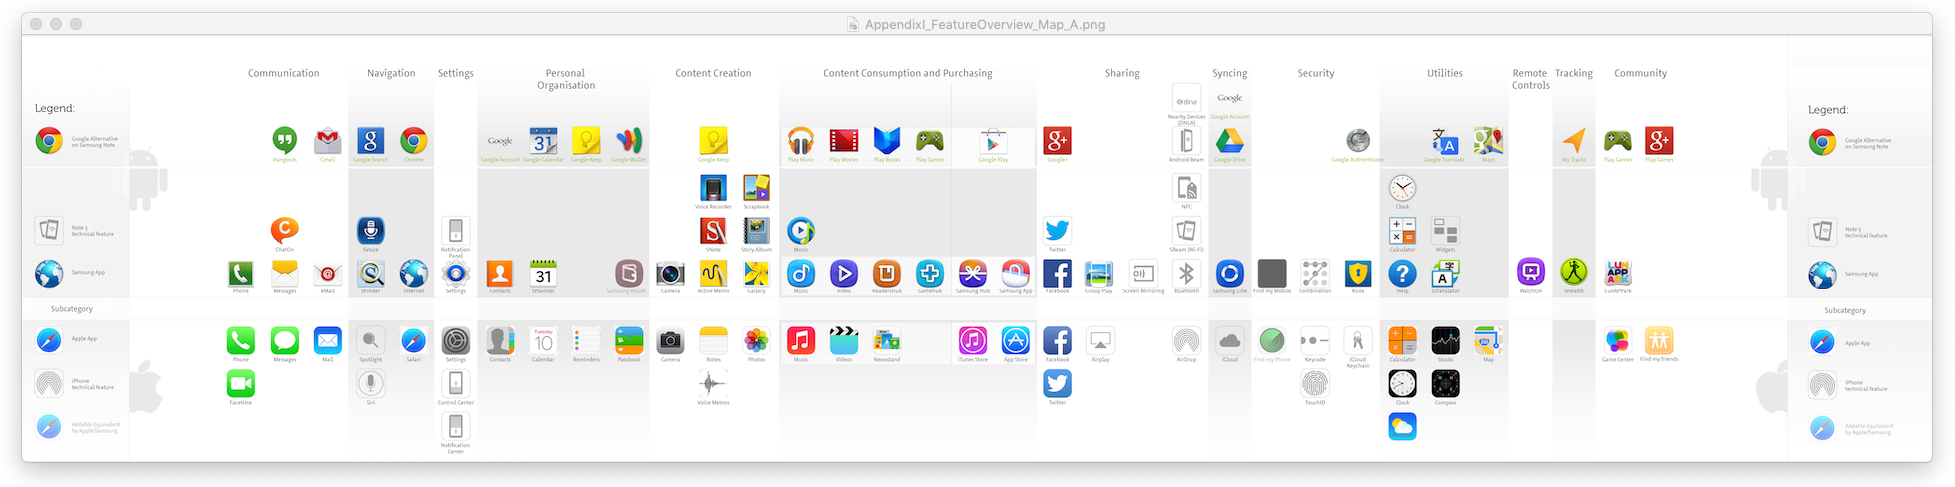 AppendixI_FeatureOverview_Map_A.png
Communication
Navigation
Settings
Personal
Organisation
Content Creation
Content Consumption and Purchasing
Sharing
Syncing
Security
Utilities
Remote
Controls
Tracking
Community
Legend:
Google Alternative
on Samsung Note
Hangouts
Gmail
Google Search
Chrome
Google
Google Account
31
Google Calendar
Google Keep
Google Wallet
Google Keep
Play Music
Play Movies
Play Books
Play Games
Google Play
Google+
dlna
Nearby Devices
(DNLA)
Android Beam
Google
Google Account
Google Drive
Google Authenticator
Google Translate
Maps
My Tracks
Play Games
Play Games
Legend:
Google Alternative
on Samsung Note
Voice Recorder
Scrapbook
NFC
Clock
Note 3
technical feature
ChatOn
SVoice
Notification
Panel
SNote
Story Album
Music
Twitter
SBeam (Wi-Fi)
Calculator
Widgets
Note 3
technical feature
Samsung App
Phone
Messages
eMail
SFinder
Internet
Settings
Contacts
31
SPlanner
Samsung Wallet
Camera
Active Memo
Gallery
Music
Video
ReadersHub
GameHub
Samsung Hub
Samsung App
Facebook
Group Play
Screen Mirroring
Bluetooth
Samsung Link
Find my Mobile
Combination
Knox
Help
STranslator
WatchOn
SHealth
LUN
APP
ARK
LunAPPark
Samsung App
Subcategory
Subcategory
Apple App
Phone
Messages
Mail
Spotlight
Safari
Settings
Contacts
Tuesday
10
Calendar
Reminders
Passbook
Camera
Notes
Photos
Music
Videos
Newsstand
iTunes Store
App Store
Facebook
Airplay
AirDrop
iCloud
Find my Phone
Keycode
iCloud
Keychain
Calculator
Stocks
Map
Game Center
Find my friends
Apple App
iPhone
technical feature
Facetime
Siri
Control Center
Voice Memos
Twitter
TouchID
Clock
Compass
iPhone
technical feature
Addable Equivalent
by Apple/Samsung
Notification
Center
Addable Equivalent
by Apple/Samsung